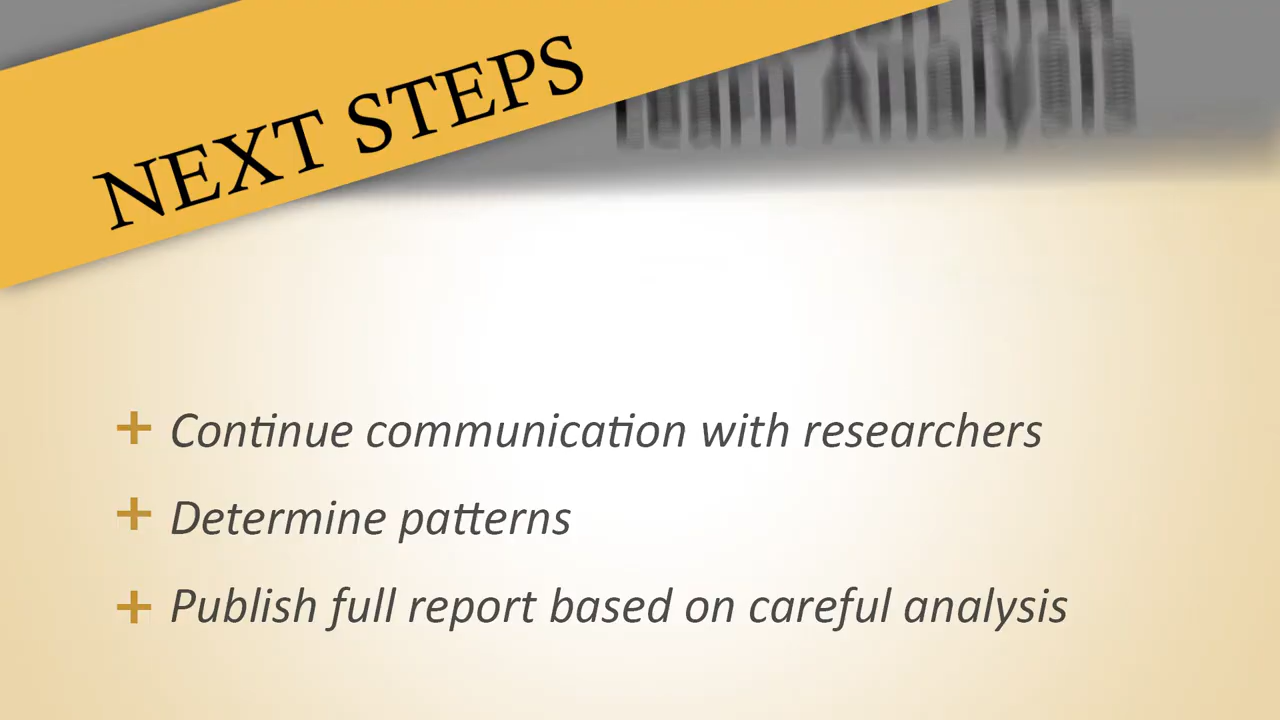 NEXT STEPS
Continue communication with researchers
Determine patterns
Publish full report based on careful analysis